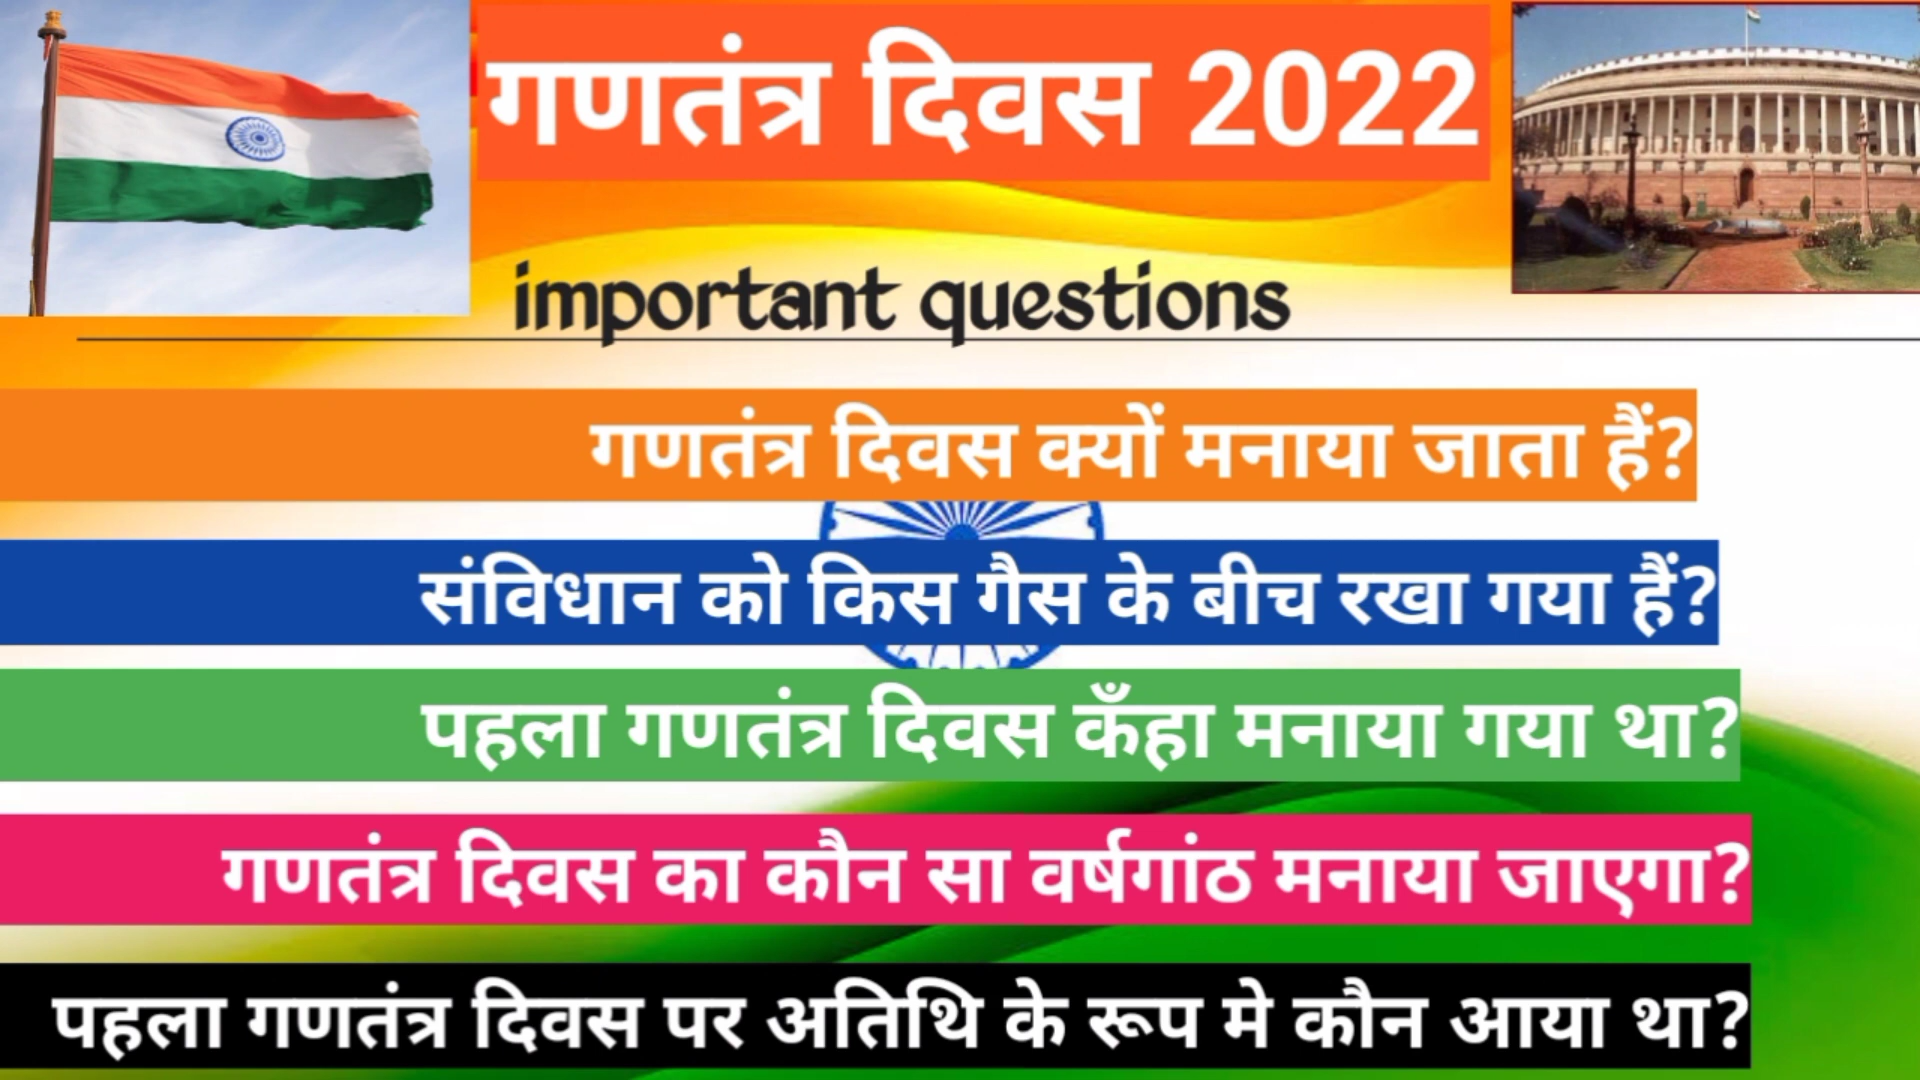 गणतंत्र दिवस 2022
important questions
गणतंत्र दिवस क्यों मनाया जाता हैं?
संविधान को किस गैस के बीच रखा गया हैं?
पहला गणतंत्र दिवस कँहा मनाया गया था?
गणतंत्र दिवस का कौन सा वर्षगांठ मनाया जाएगा?
पहला गणतंत्र दिवस पर अतिथि के रूप मे कौन आया था?